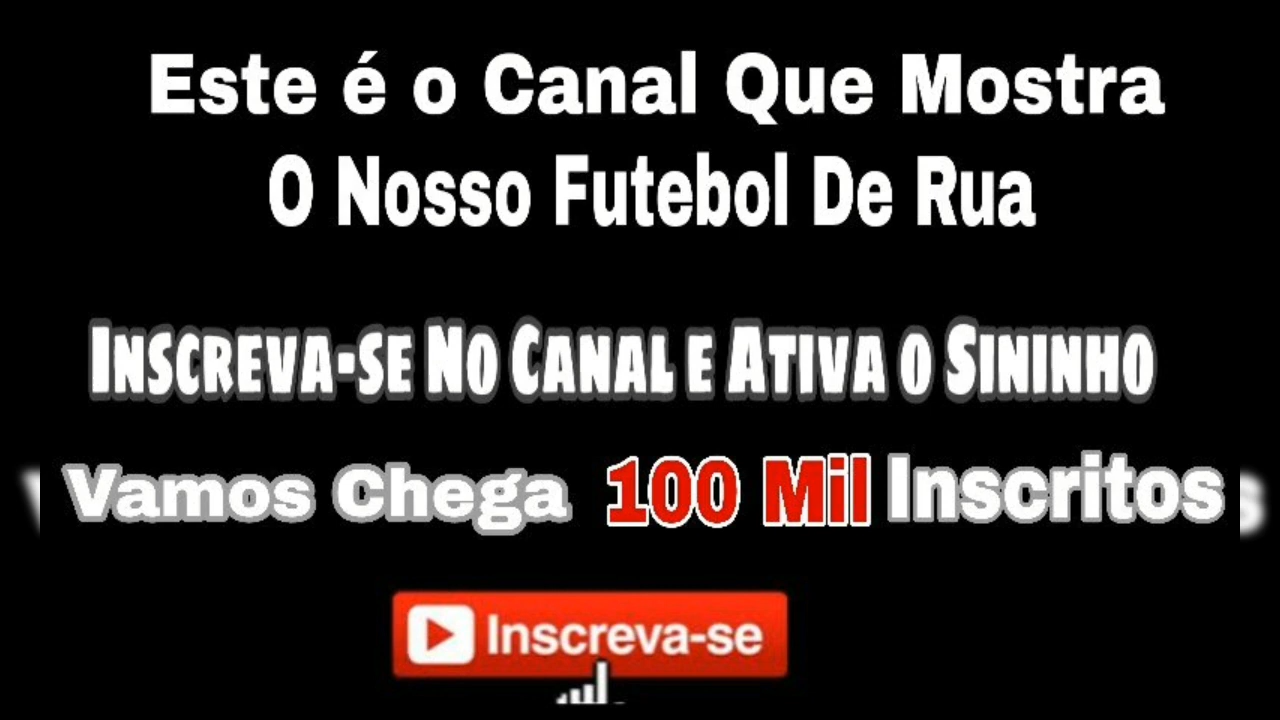 Este é o Canal Que Mostra
O Nosso Futebol De Rua
Inscreva-se No Canal e Ativa o Sininho
Vamos Chega 100 Mil Inscritos
Inscreva-se